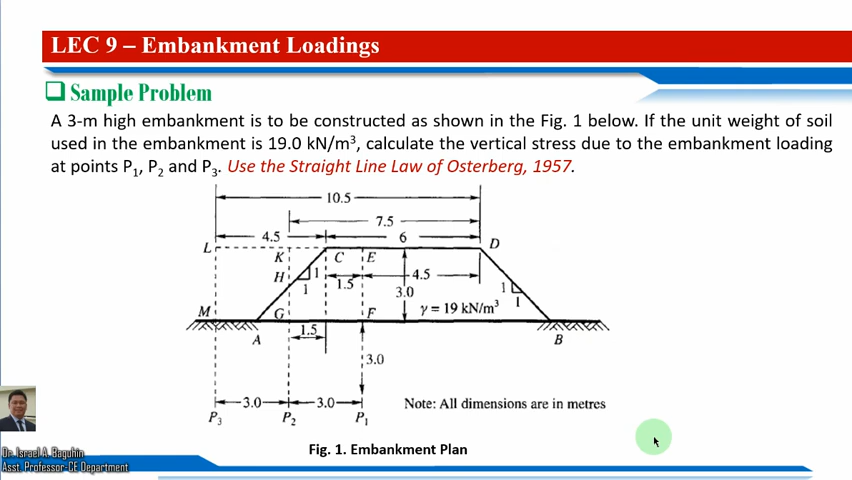 LEC 9 – Embankment Loadings
Sample Problem
A 3-m high embankment is to be constructed as shown in the Fig. 1 below. If the unit weight of soil
used in the embankment is 19.0 kN/m³, calculate the vertical stress due to the embankment loading
at points P₁, P₂ and P₃. Use the Straight Line Law of Osterberg, 1957.
10.5
7.5
4.5 6
L K C E D
H 1 1 1.5 4.5 3.0 1 1
M G F γ = 19 kN/m³
A 1.5 B
3.0
3.0 3.0 Note: All dimensions are in metres
P₃ P₂ P₁
Fig. 1. Embankment Plan
Dr. Israel A. Baguhin
Asst. Professor-CE Department